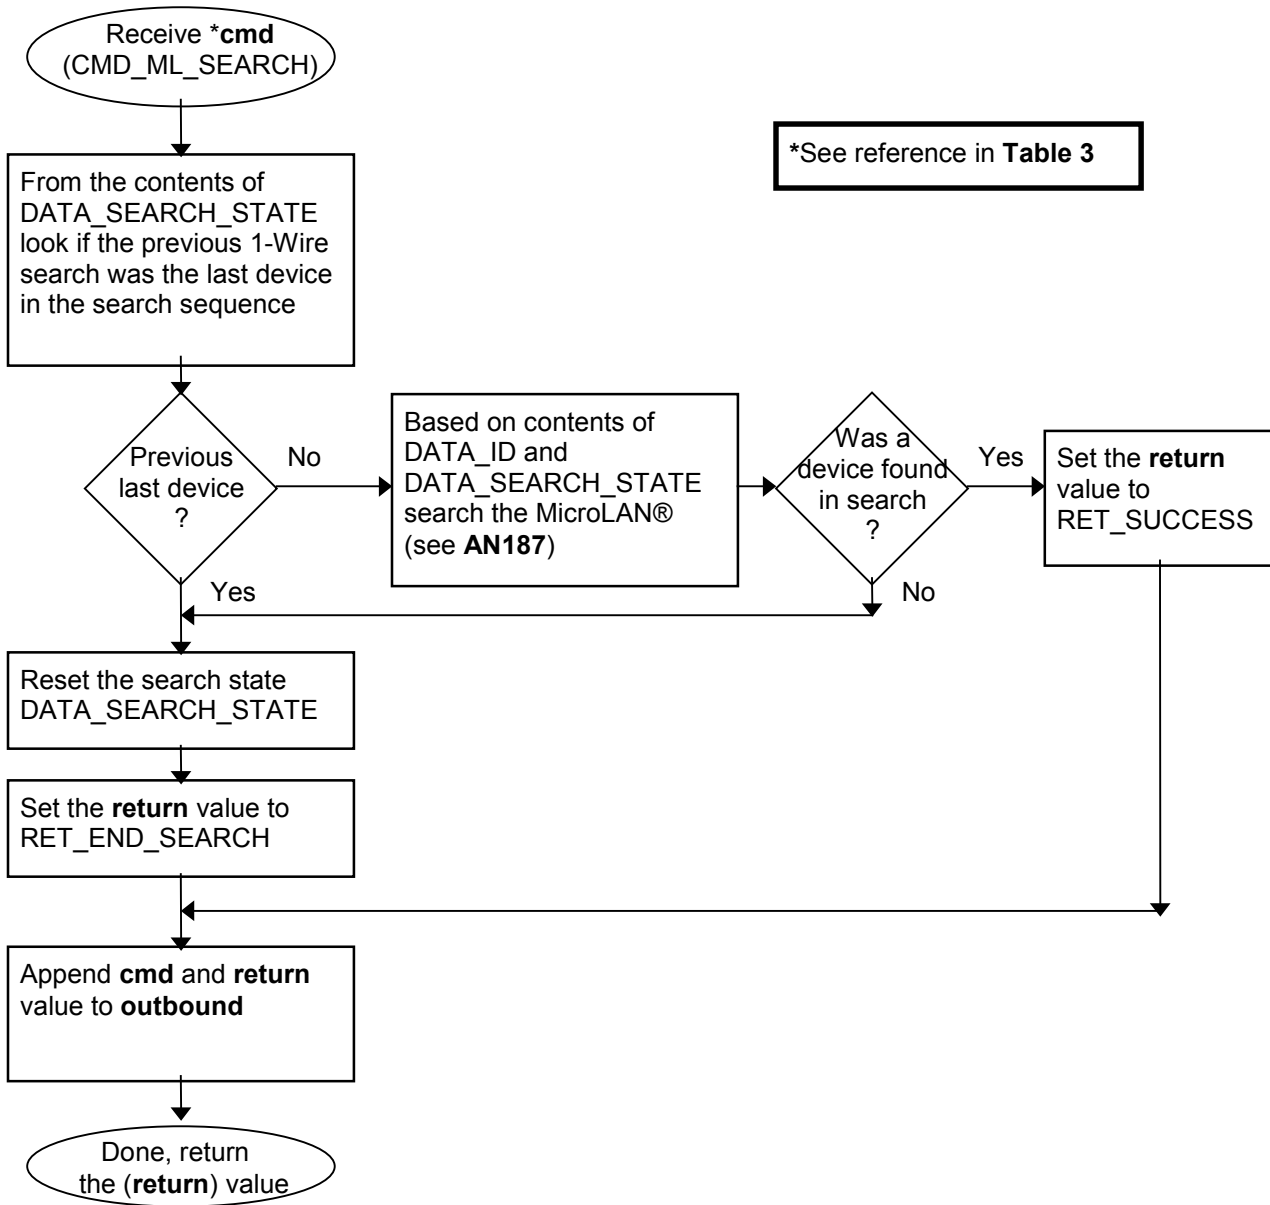 Receive *cmd
(CMD_ML_SEARCH)
*See reference in Table 3
From the contents of
DATA_SEARCH_STATE
look if the previous 1-Wire
search was the last device
in the search sequence
Previous
last device
?
No
Yes
Based on contents of
DATA_ID and
DATA_SEARCH_STATE
search the MicroLAN®
(see AN187)
Was a
device found
in search
?
Yes
No
Set the return
value to
RET_SUCCESS
Reset the search state
DATA_SEARCH_STATE
Set the return value to
RET_END_SEARCH
Append cmd and return
value to outbound
Done, return
the (return) value